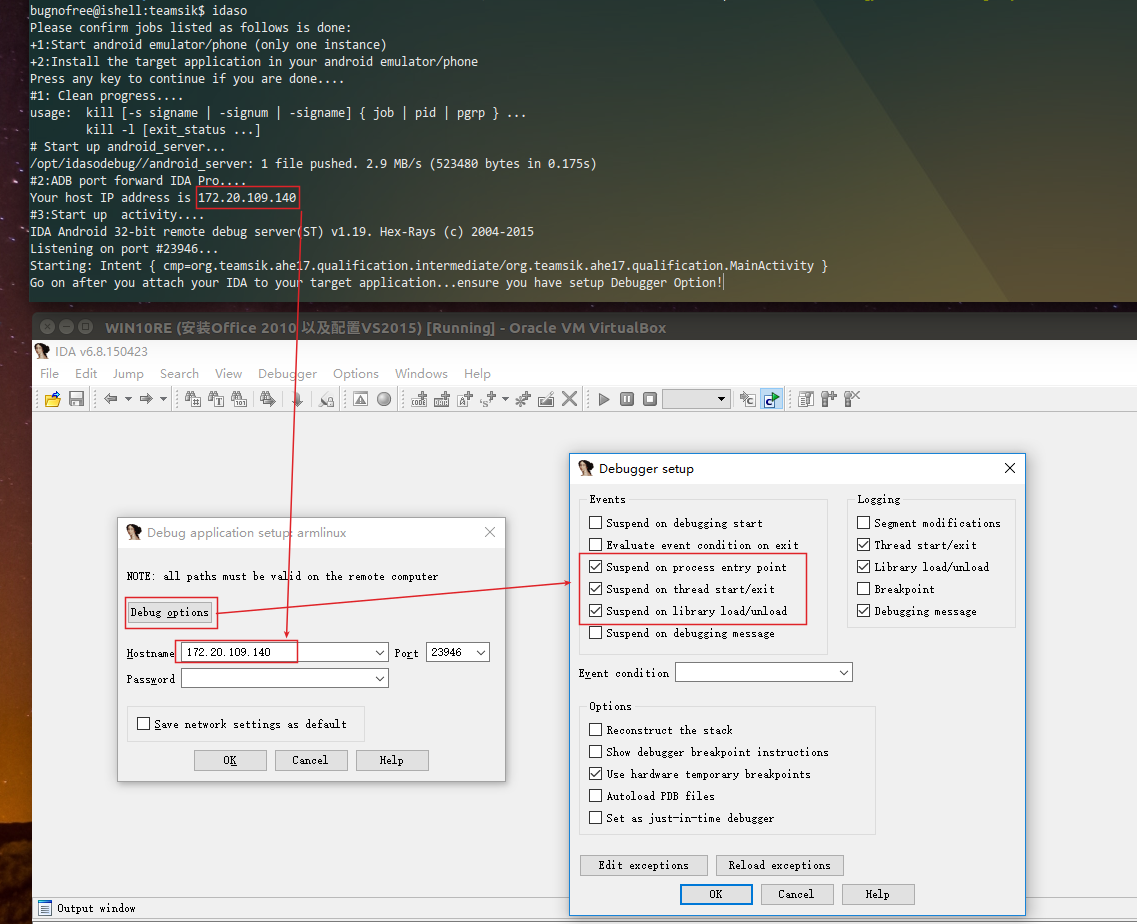 bugnofree@ishell:teamsik$ idaso
Please confirm jobs listed as follows is done:
+1:Start android emulator/phone (only one instance)
+2:Install the target application in your android emulator/phone
Press any key to continue if you are done....
#1: Clean progress....
usage:  kill [-s signame | -signum | -signame] { job | pid | pgrp } ...
        kill -l [exit_status ...]
# Start up android_server...
/opt/idasodebug//android_server: 1 file pushed. 2.9 MB/s (523480 bytes in 0.175s)
#2:ADB port forward IDA Pro....
Your host IP address is 172.20.109.140
#3:Start up  activity....
IDA Android 32-bit remote debug server(ST) v1.19. Hex-Rays (c) 2004-2015
Listening on port #23946...
Starting: Intent { cmp=org.teamsik.ahe17.qualification.intermediate/org.teamsik.ahe17.qualification.MainActivity }
Go on after you attach your IDA to your target application...ensure you have setup Debugger Option!
WIN10RE (安装Office 2010 以及配置VS2015) [Running] - Oracle VM VirtualBox
IDA v6.8.150423
File Edit Jump Search View Debugger Options Windows Help
Debug application setup: armlinux
NOTE: all paths must be valid on the remote computer
Debug options
Hostname 172.20.109.140 Port 23946
Password
Save network settings as default
OK Cancel Help
Debugger setup
Events
Suspend on debugging start
Evaluate event condition on exit
Suspend on process entry point
Suspend on thread start/exit
Suspend on library load/unload
Suspend on debugging message
Logging
Segment modifications
Thread start/exit
Library load/unload
Breakpoint
Debugging message
Event condition
Options
Reconstruct the stack
Show debugger breakpoint instructions
Use hardware temporary breakpoints
Autoload PDB files
Set as just-in-time debugger
Edit exceptions Reload exceptions
OK Cancel Help
Output window